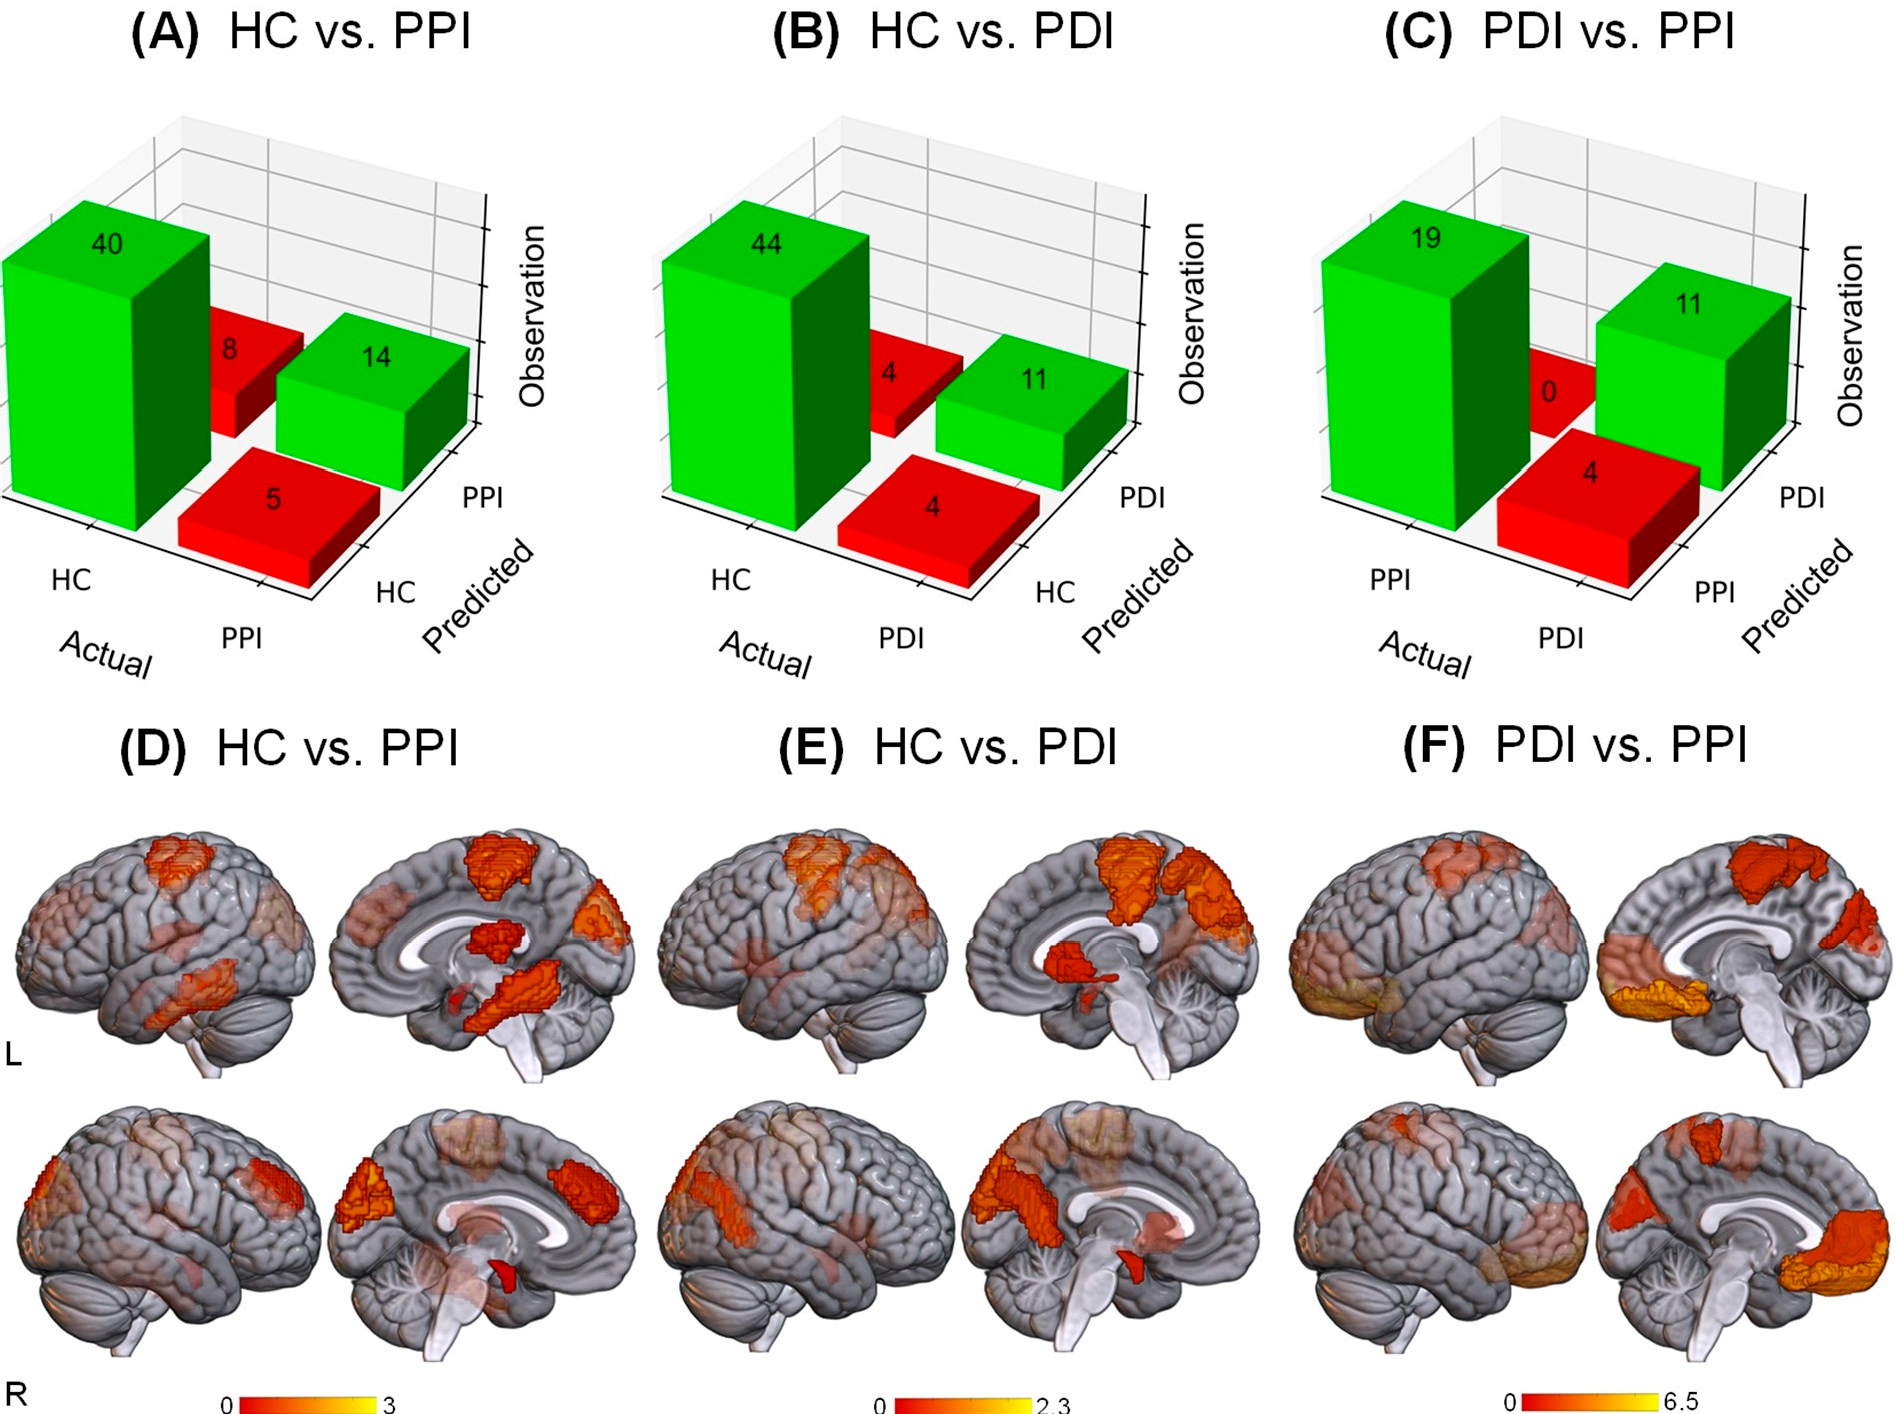 (A) HC vs. PPI
(B) HC vs. PDI
(C) PDI vs. PPI
40
8
14
5
Observation
HC
PPI
Actual
HC
PPI
Predicted
44
4
11
4
Observation
HC
PDI
Actual
HC
PDI
Predicted
19
0
11
4
Observation
PPI
PDI
Actual
PPI
PDI
Predicted
(D) HC vs. PPI
(E) HC vs. PDI
(F) PDI vs. PPI
L
R
0 3
0 2.3
0 6.5